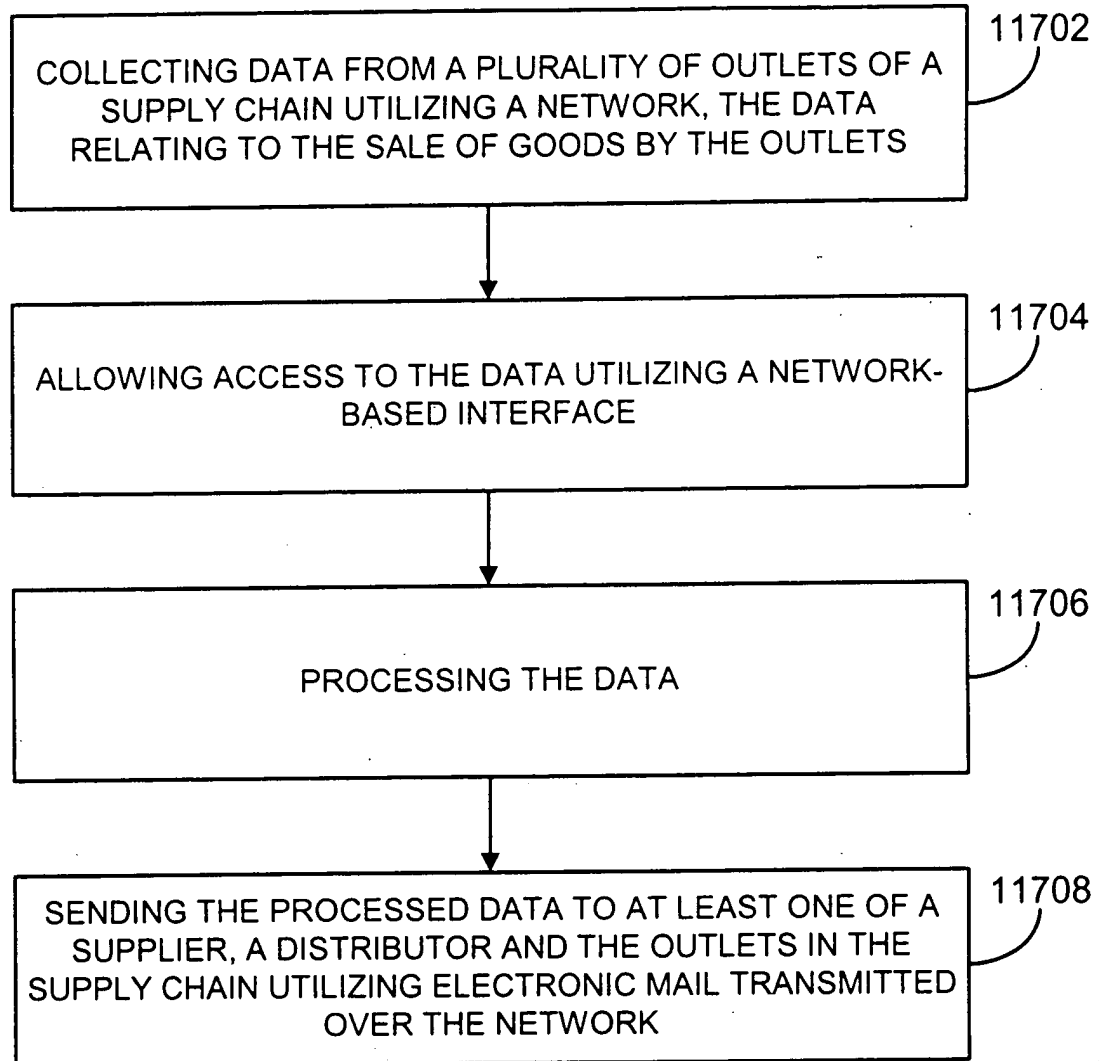 11702
COLLECTING DATA FROM A PLURALITY OF OUTLETS OF A
SUPPLY CHAIN UTILIZING A NETWORK, THE DATA
RELATING TO THE SALE OF GOODS BY THE OUTLETS
11704
ALLOWING ACCESS TO THE DATA UTILIZING A NETWORK-
BASED INTERFACE
11706
PROCESSING THE DATA
11708
SENDING THE PROCESSED DATA TO AT LEAST ONE OF A
SUPPLIER, A DISTRIBUTOR AND THE OUTLETS IN THE
SUPPLY CHAIN UTILIZING ELECTRONIC MAIL TRANSMITTED
OVER THE NETWORK